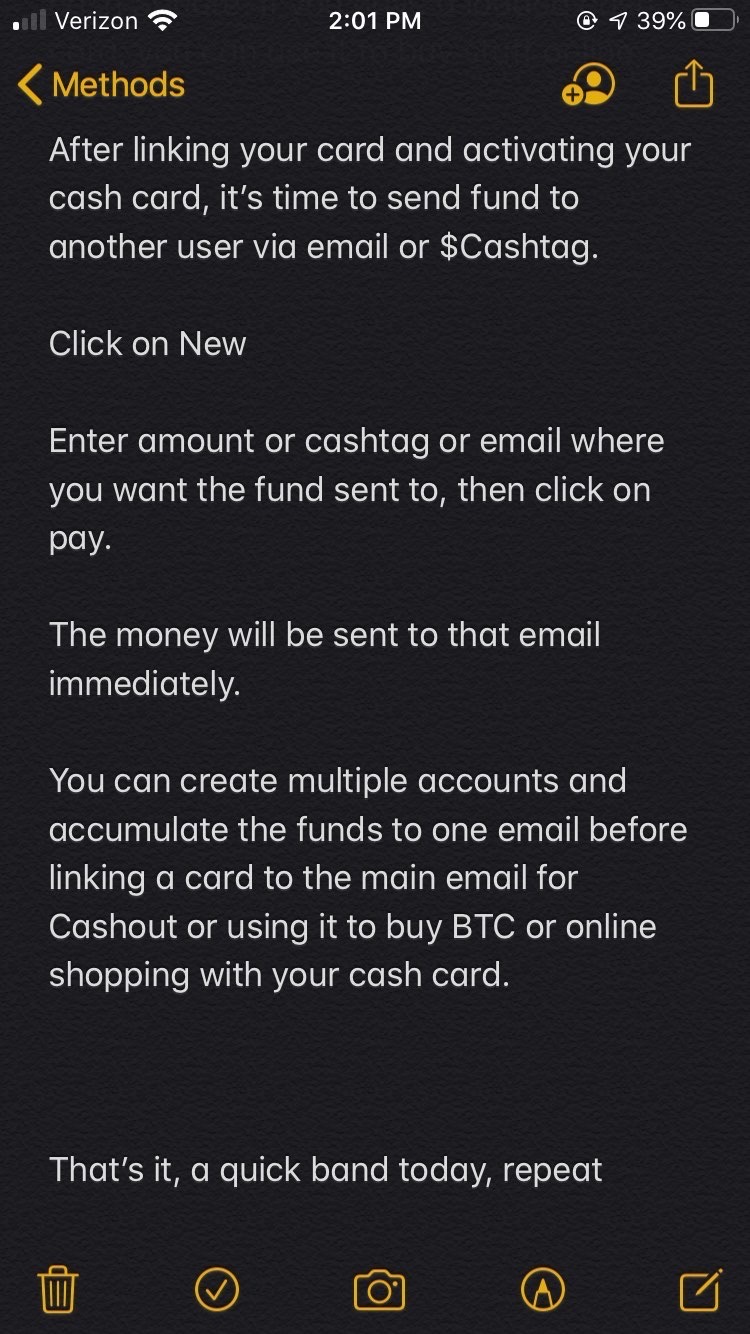 Verizon 2:01 PM 39%
Methods
After linking your card and activating your
cash card, it’s time to send fund to
another user via email or $Cashtag.
Click on New
Enter amount or cashtag or email where
you want the fund sent to, then click on
pay.
The money will be sent to that email
immediately.
You can create multiple accounts and
accumulate the funds to one email before
linking a card to the main email for
Cashout or using it to buy BTC or online
shopping with your cash card.
That’s it, a quick band today, repeat